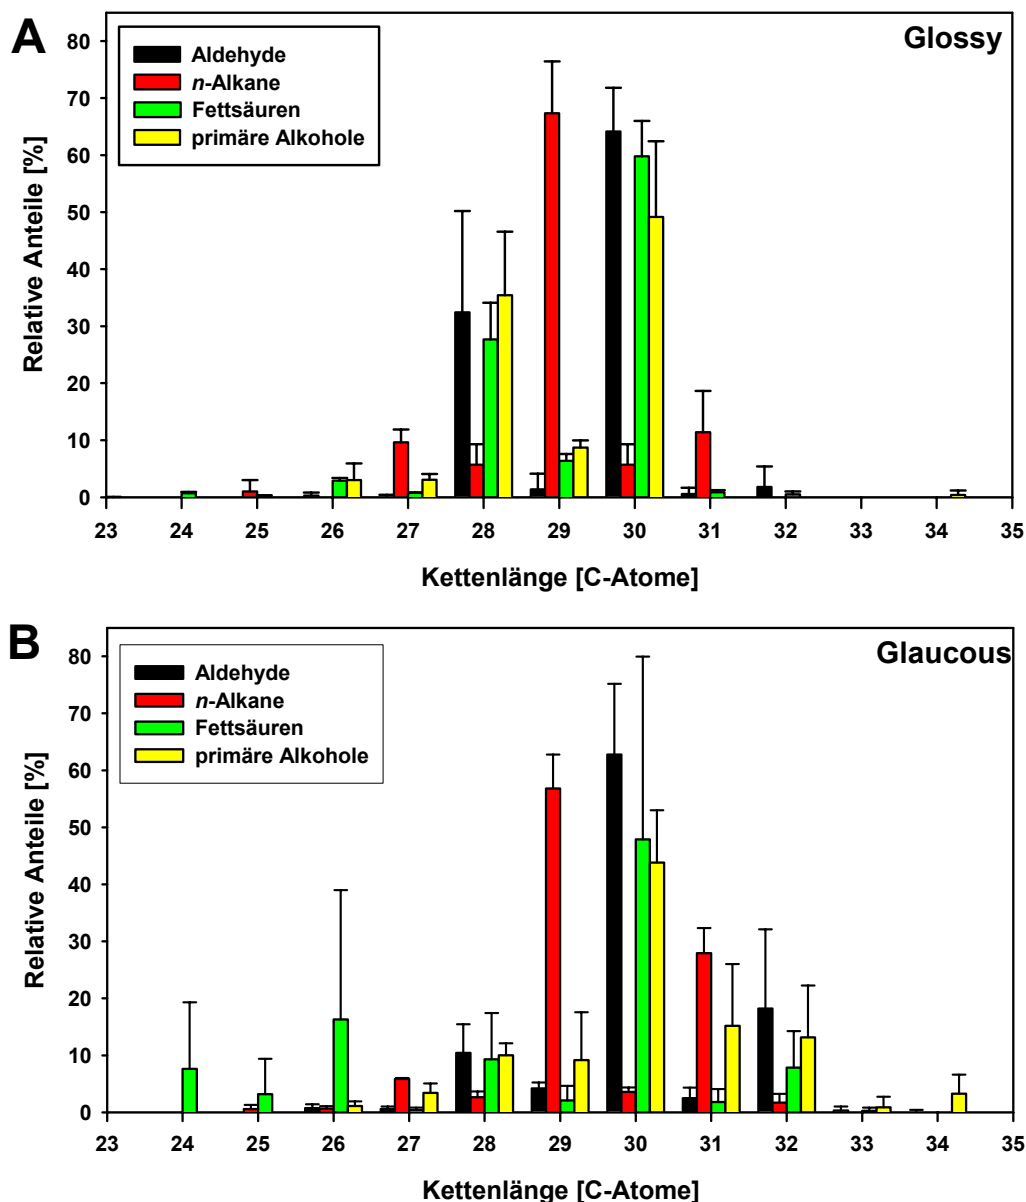 A
Glossy
Aldehyde
n-Alkane
Fettsäuren
primäre Alkohole
Relative Anteile [%]
80
70
60
50
40
30
20
10
0
23 24 25 26 27 28 29 30 31 32 33 34 35
Kettenlänge [C-Atome]
B
Glaucous
Aldehyde
n-Alkane
Fettsäuren
primäre Alkohole
Relative Anteile [%]
80
70
60
50
40
30
20
10
0
23 24 25 26 27 28 29 30 31 32 33 34 35
Kettenlänge [C-Atome]